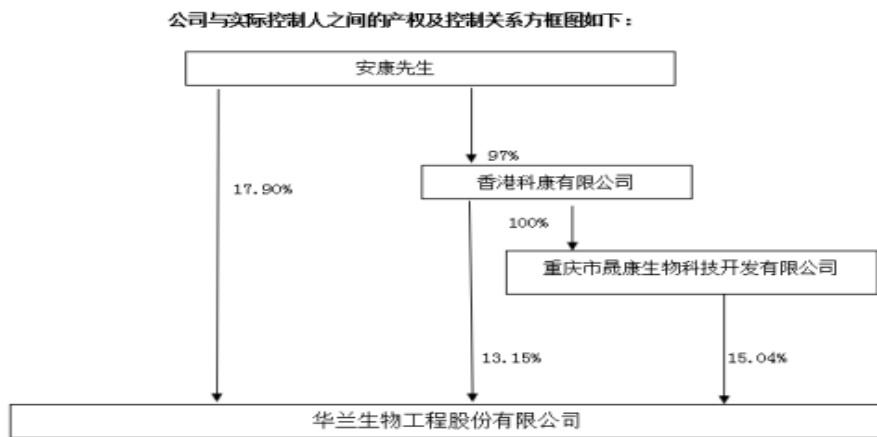 公司与实际控制人之间的产权及控制关系方框图如下：
安康先生
97%
17.90%
香港科康有限公司
100%
重庆市晟康生物科技开发有限公司
13.15%
15.04%
华兰生物工程股份有限公司